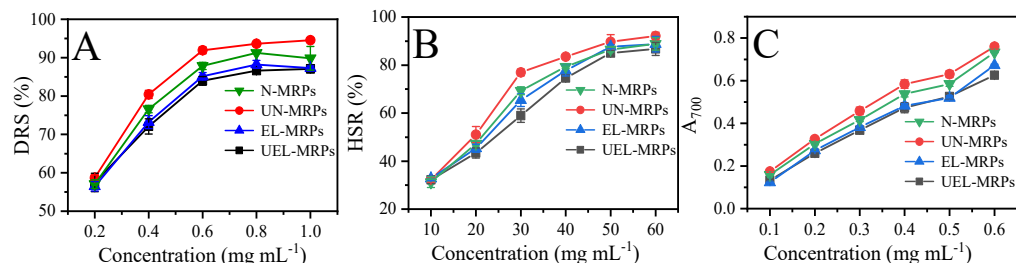 A
DRS (%)
100
90
80
70
60
50
N-MRPs
UN-MRPs
EL-MRPs
UEL-MRPs
0.2 0.4 0.6 0.8 1.0
Concentration (mg mL⁻¹)
B
HSR (%)
100
80
60
40
20
N-MRPs
UN-MRPs
EL-MRPs
UEL-MRPs
10 20 30 40 50 60
Concentration (mg mL⁻¹)
C
A₇₀₀
0.8
0.6
0.4
0.2
0.0
N-MRPs
UN-MRPs
EL-MRPs
UEL-MRPs
0.1 0.2 0.3 0.4 0.5 0.6
Concentration (mg mL⁻¹)